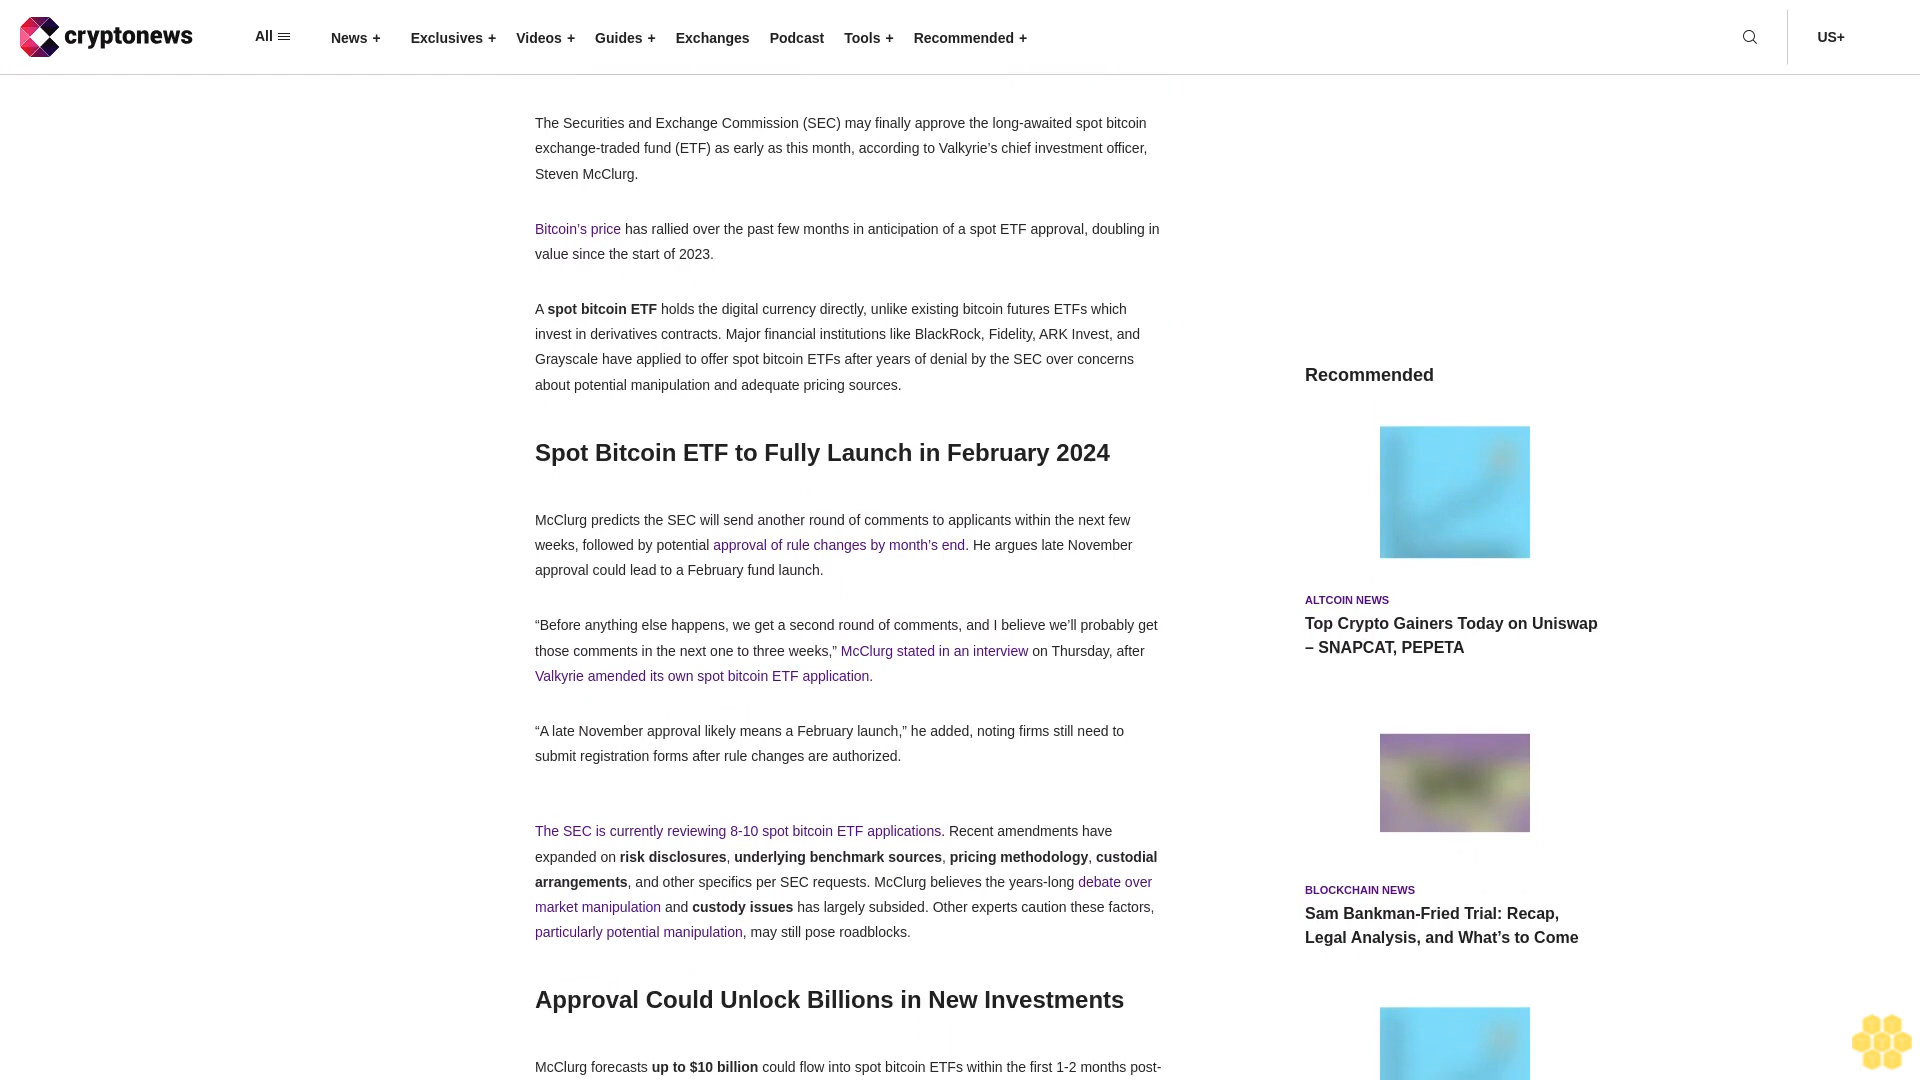 cryptonews
All
News +
Exclusives +
Videos +
Guides +
Exchanges
Podcast
Tools +
Recommended +
US+
The Securities and Exchange Commission (SEC) may finally approve the long-awaited spot bitcoin
exchange-traded fund (ETF) as early as this month, according to Valkyrie’s chief investment officer,
Steven McClurg.
Bitcoin’s price has rallied over the past few months in anticipation of a spot ETF approval, doubling in
value since the start of 2023.
A spot bitcoin ETF holds the digital currency directly, unlike existing bitcoin futures ETFs which
invest in derivatives contracts. Major financial institutions like BlackRock, Fidelity, ARK Invest, and
Grayscale have applied to offer spot bitcoin ETFs after years of denial by the SEC over concerns
about potential manipulation and adequate pricing sources.
Spot Bitcoin ETF to Fully Launch in February 2024
McClurg predicts the SEC will send another round of comments to applicants within the next few
weeks, followed by potential approval of rule changes by month’s end. He argues late November
approval could lead to a February fund launch.
“Before anything else happens, we get a second round of comments, and I believe we’ll probably get
those comments in the next one to three weeks,” McClurg stated in an interview on Thursday, after
Valkyrie amended its own spot bitcoin ETF application.
“A late November approval likely means a February launch,” he added, noting firms still need to
submit registration forms after rule changes are authorized.
The SEC is currently reviewing 8-10 spot bitcoin ETF applications. Recent amendments have
expanded on risk disclosures, underlying benchmark sources, pricing methodology, custodial
arrangements, and other specifics per SEC requests. McClurg believes the years-long debate over
market manipulation and custody issues has largely subsided. Other experts caution these factors,
particularly potential manipulation, may still pose roadblocks.
Approval Could Unlock Billions in New Investments
McClurg forecasts up to $10 billion could flow into spot bitcoin ETFs within the first 1-2 months post-
Recommended
ALTCOIN NEWS
Top Crypto Gainers Today on Uniswap
– SNAPCAT, PEPETA
BLOCKCHAIN NEWS
Sam Bankman-Fried Trial: Recap,
Legal Analysis, and What’s to Come